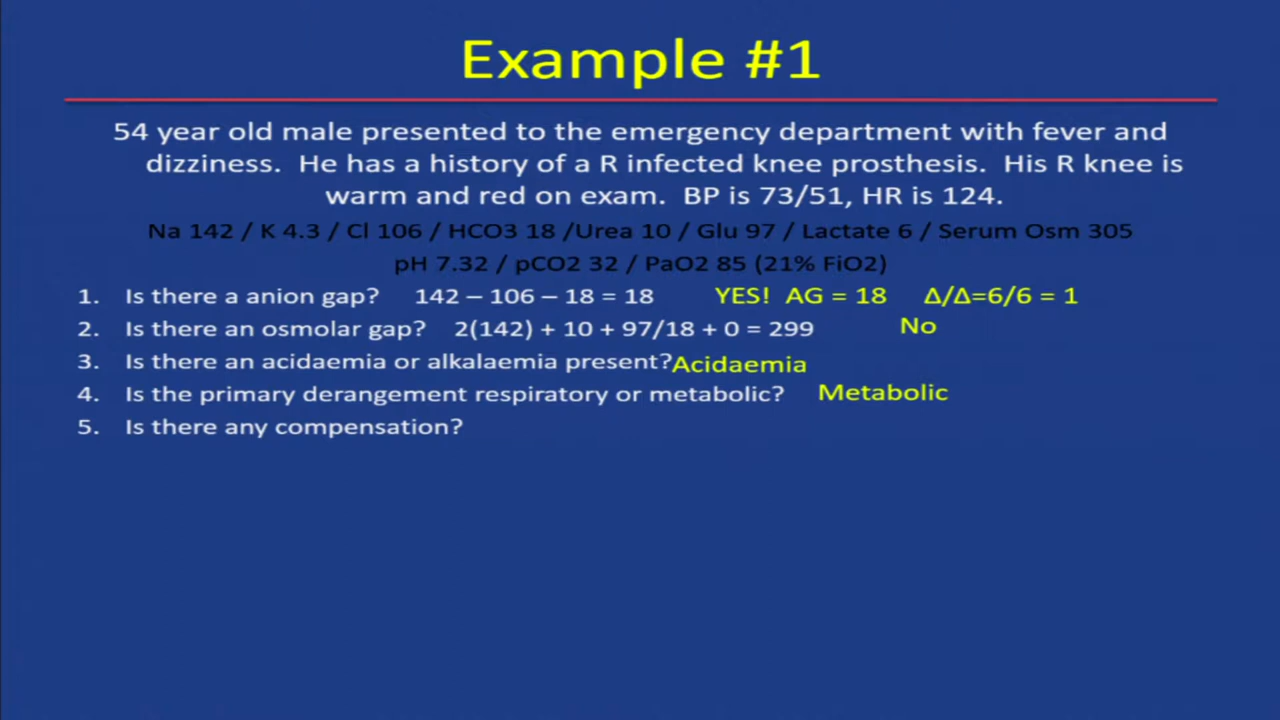 Example #1
54 year old male presented to the emergency department with fever and
dizziness. He has a history of a R infected knee prosthesis. His R knee is
warm and red on exam. BP is 73/51, HR is 124.
Na 142 / K 4.3 / Cl 106 / HCO3 18 /Urea 10 / Glu 97 / Lactate 6 / Serum Osm 305
pH 7.32 / pCO2 32 / PaO2 85 (21% FiO2)
1. Is there a anion gap? 142 – 106 – 18 = 18 YES! AG = 18 Δ/Δ=6/6 = 1
2. Is there an osmolar gap? 2(142) + 10 + 97/18 + 0 = 299 No
3. Is there an acidaemia or alkalaemia present? Acidaemia
4. Is the primary derangement respiratory or metabolic? Metabolic
5. Is there any compensation?